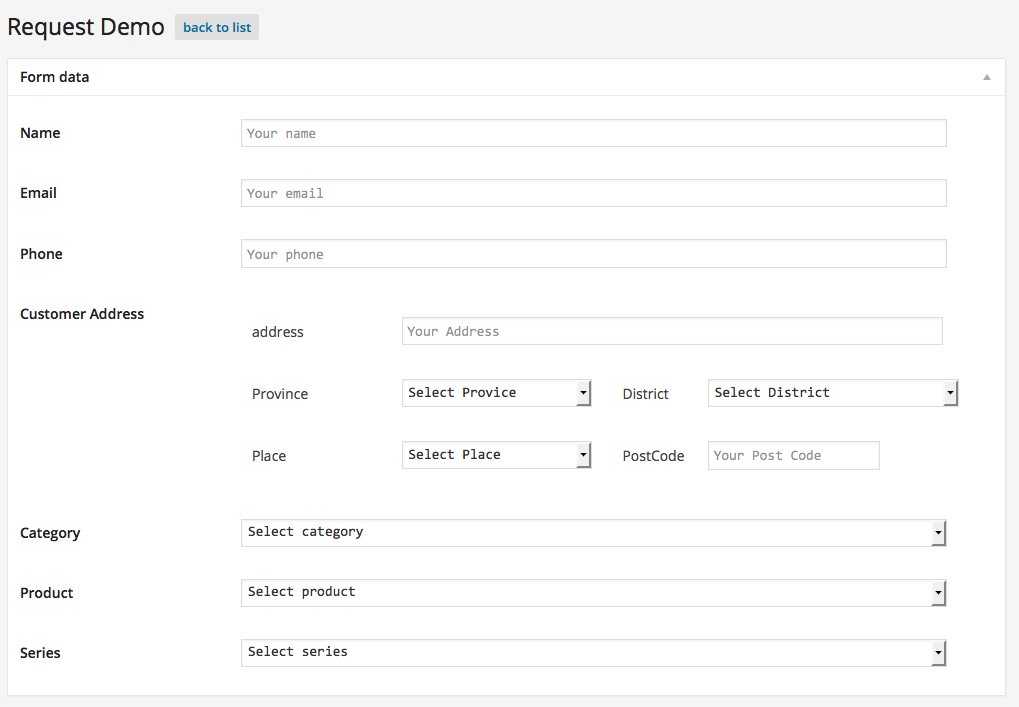 Request Demo back to list
Form data
Name Your name
Email Your email
Phone Your phone
Customer Address
address Your Address
Province Select Provice District Select District
Place Select Place PostCode Your Post Code
Category Select category
Product Select product
Series Select series